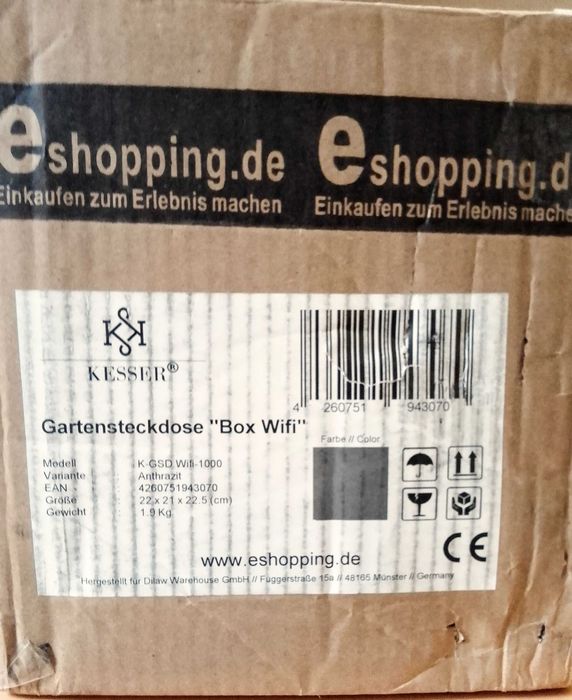 eshopping.de eshopping.d
Einkaufen zum Erlebnis machen Einkaufen zum Erlebnis mache
KESSER®
4 260751 943070
Gartensteckdose "Box Wifi"
Farbe // Color
Modell : K-GSD Wifi-1000
Variante : Anthrazit
EAN : 4260751943070
Größe : 22 x 21 x 22.5 (cm)
Gewicht : 1.9 Kg
www.eshopping.de
CE
Hergestellt für Dilaw Warehouse GmbH // Fuggerstraße 15a // 48165 Münster // Germany